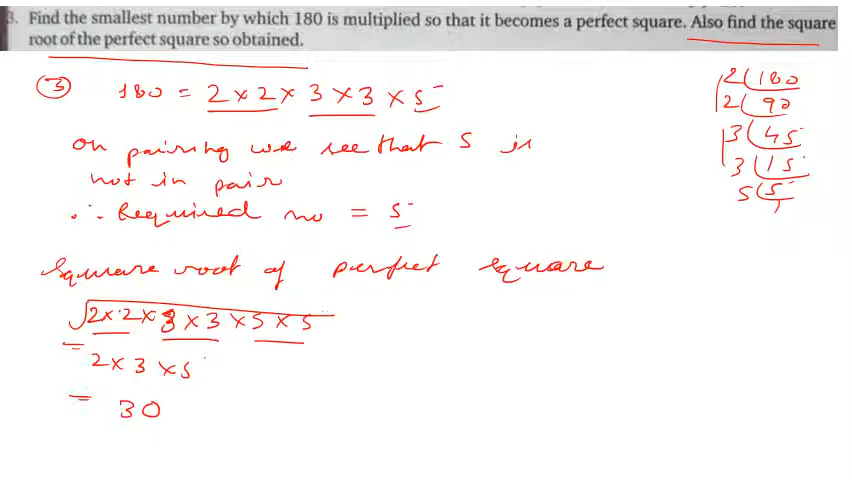 3. Find the smallest number by which 180 is multiplied so that it becomes a perfect square. Also find the square
root of the perfect square so obtained.
③ 180 = 2 × 2 × 3 × 3 × 5
on pairing we see that 5 is
not in pair
∴ Required no = 5
Square root of perfect square
√2×2×3×3×5×5
= 2×3×5
= 30
2 180
2 90
3 45
3 15
5 5
1